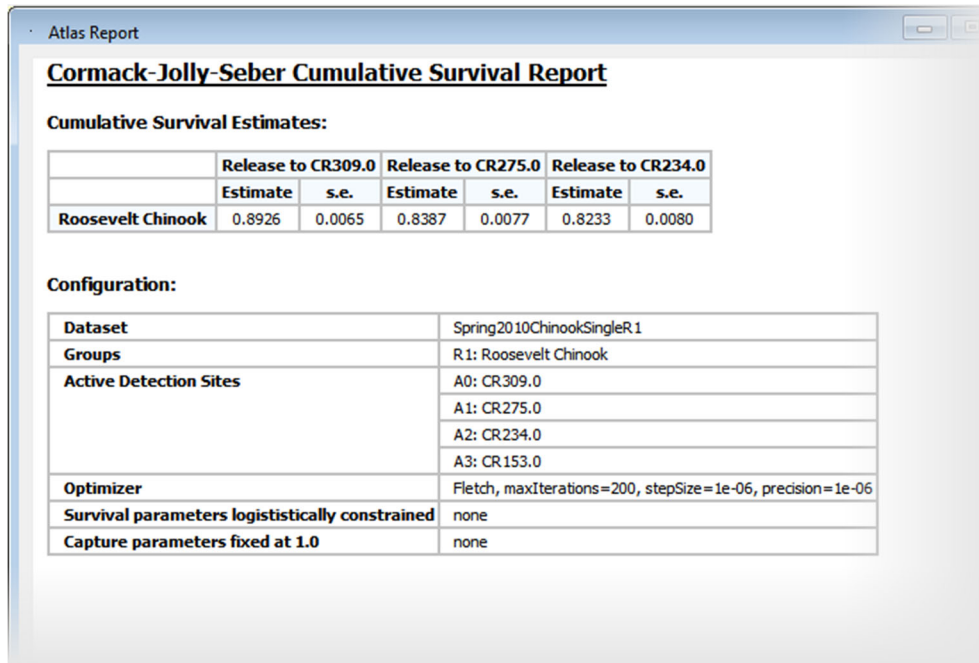 Atlas Report
Cormack-Jolly-Seber Cumulative Survival Report
Cumulative Survival Estimates:
Release to CR309.0 Release to CR275.0 Release to CR234.0
Estimate s.e. Estimate s.e. Estimate s.e.
Roosevelt Chinook 0.8926 0.0065 0.8387 0.0077 0.8233 0.0080
Configuration:
Dataset Spring2010ChinookSingleR1
Groups R1: Roosevelt Chinook
Active Detection Sites A0: CR309.0
A1: CR275.0
A2: CR234.0
A3: CR153.0
Optimizer Fletch, maxIterations=200, stepSize=1e-06, precision=1e-06
Survival parameters logististically constrained none
Capture parameters fixed at 1.0 none